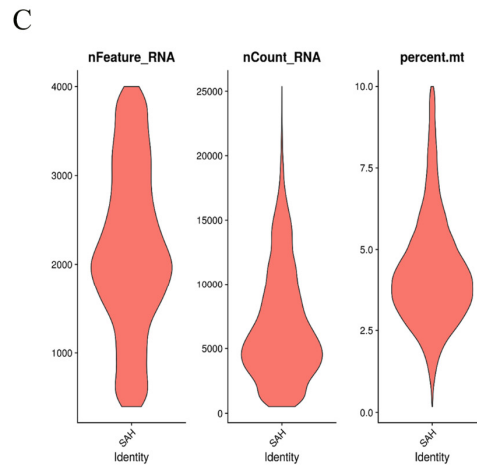 C
nFeature_RNA
4000
3000
2000
1000
SAH
Identity
nCount_RNA
25000
20000
15000
10000
5000
0
SAH
Identity
percent.mt
10.0
7.5
5.0
2.5
0.0
SAH
Identity